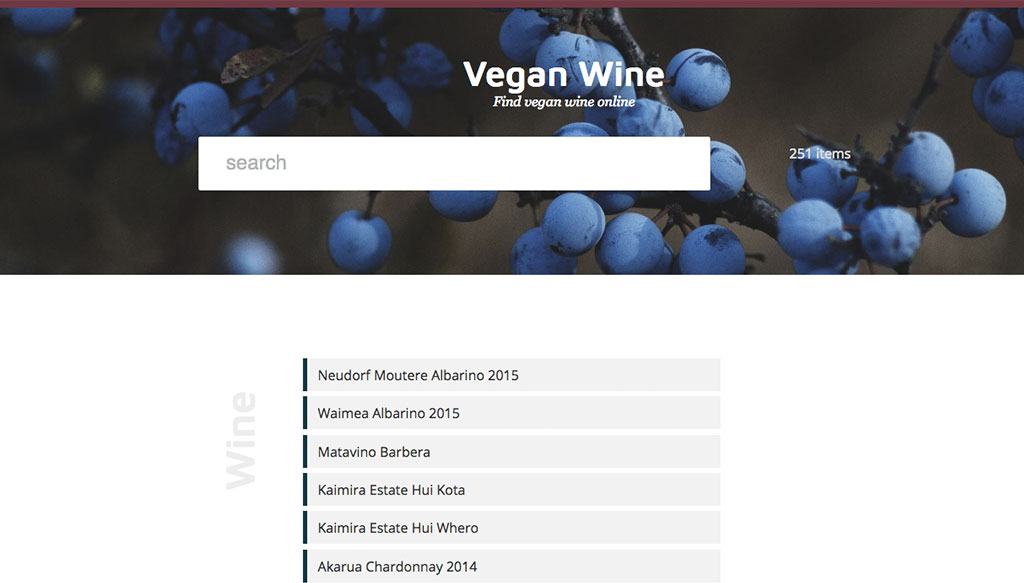 Vegan Wine
Find vegan wine online
search
251 items
Wine
Neudorf Moutere Albarino 2015
Waimea Albarino 2015
Matavino Barbera
Kaimira Estate Hui Kota
Kaimira Estate Hui Whero
Akarua Chardonnay 2014